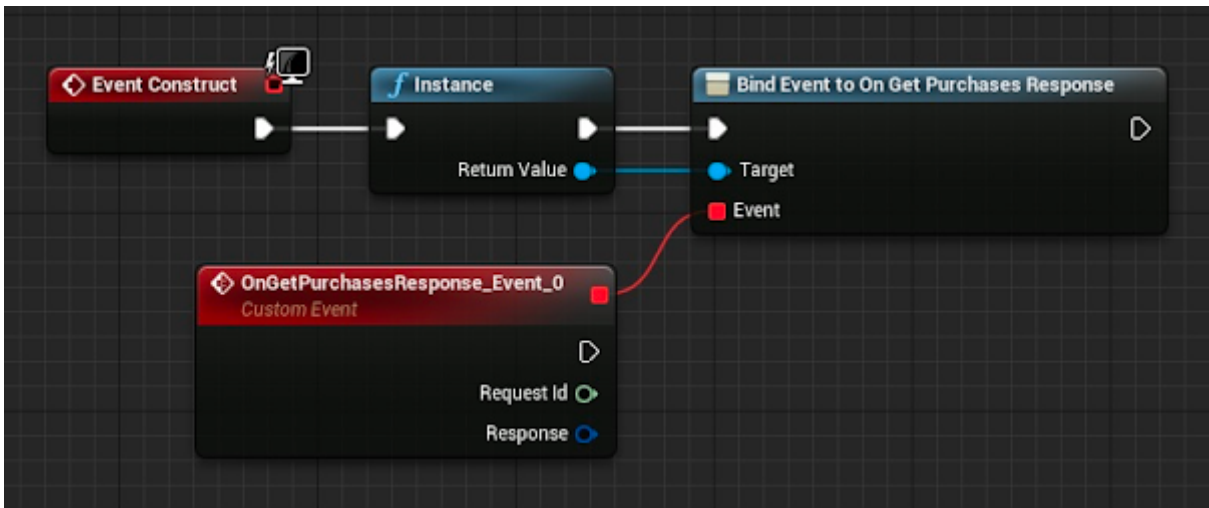 Event Construct
Instance
Return Value
Bind Event to On Get Purchases Response
Target
Event
OnGetPurchasesResponse_Event_0
Custom Event
Request Id
Response